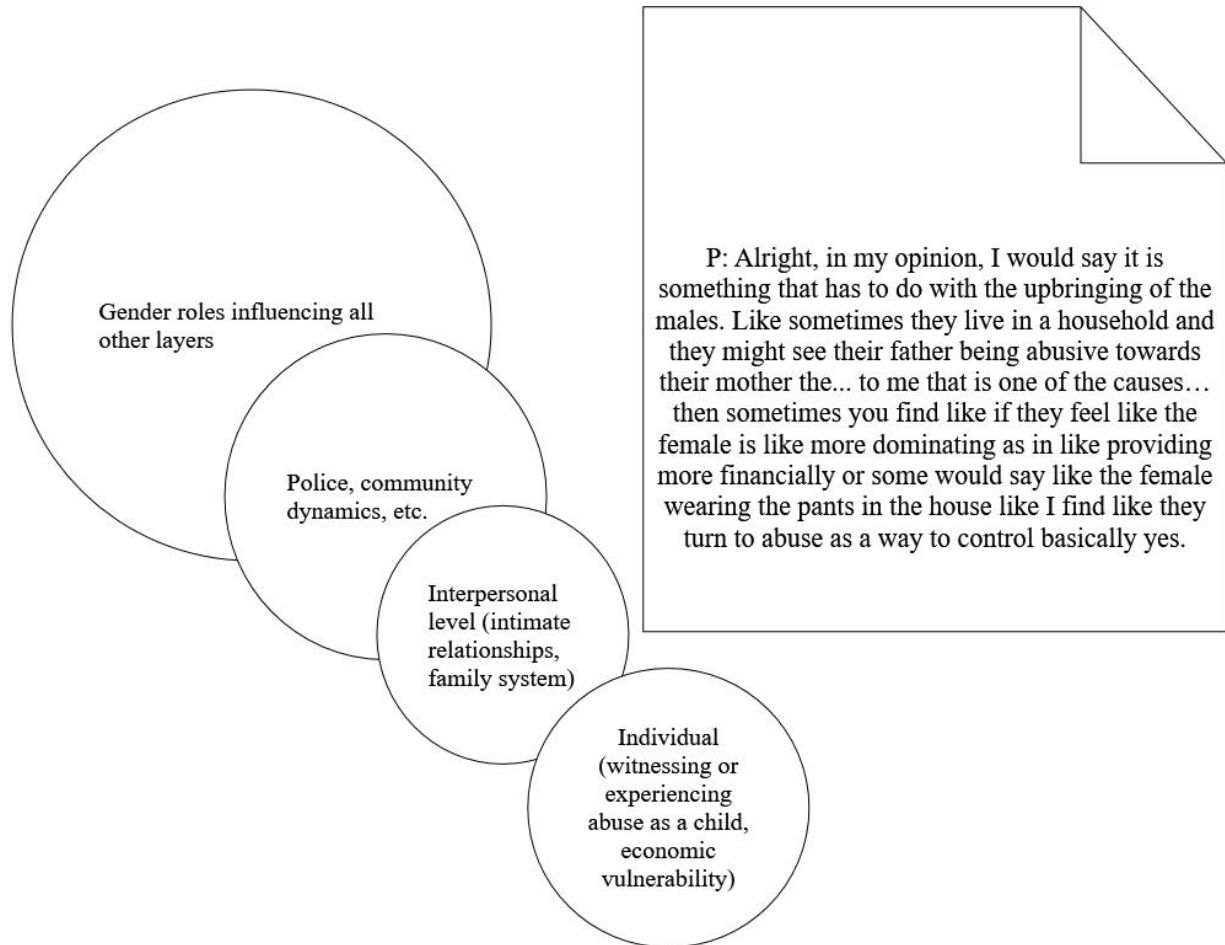 Gender roles influencing all
other layers
Police, community
dynamics, etc.
Interpersonal
level (intimate
relationships,
family system)
Individual
(witnessing or
experiencing
abuse as a child,
economic
vulnerability)
P: Alright, in my opinion, I would say it is
something that has to do with the upbringing of the
males. Like sometimes they live in a household and
they might see their father being abusive towards
their mother the... to me that is one of the causes…
then sometimes you find like if they feel like the
female is like more dominating as in like providing
more financially or some would say like the female
wearing the pants in the house like I find like they
turn to abuse as a way to control basically yes.